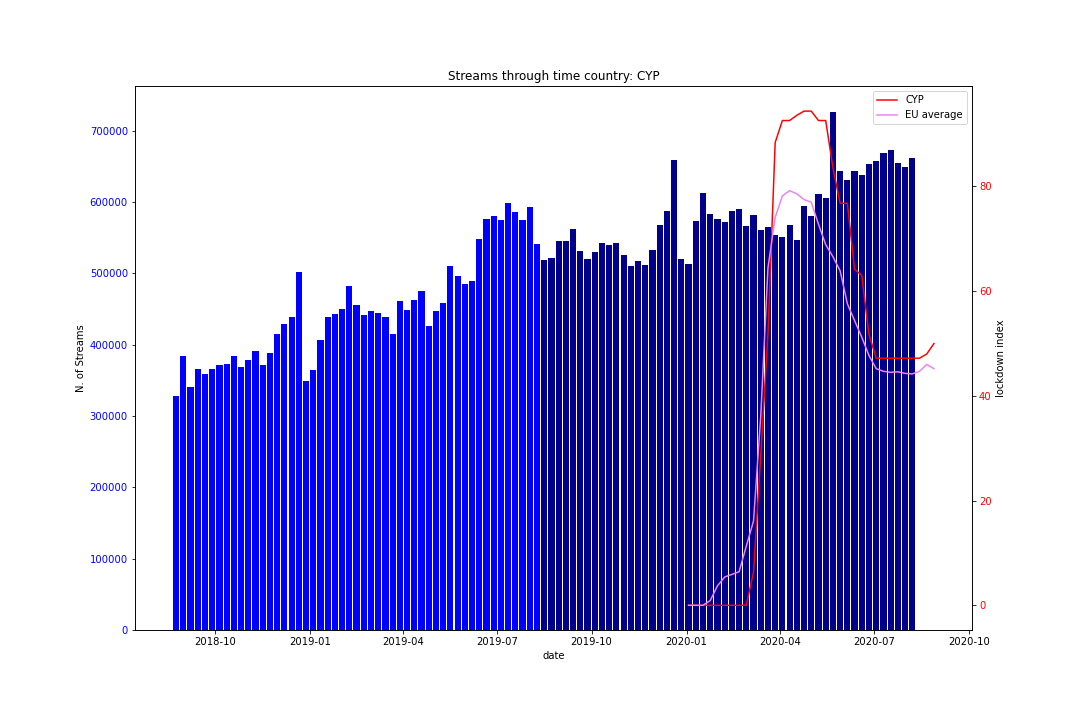 Streams through time country: CYP
CYP
EU average
N. of Streams
700000
600000
500000
400000
300000
200000
100000
0
80
60
40
20
0
lockdown index
2018-10 2019-01 2019-04 2019-07 2019-10 2020-01 2020-04 2020-07 2020-10
date